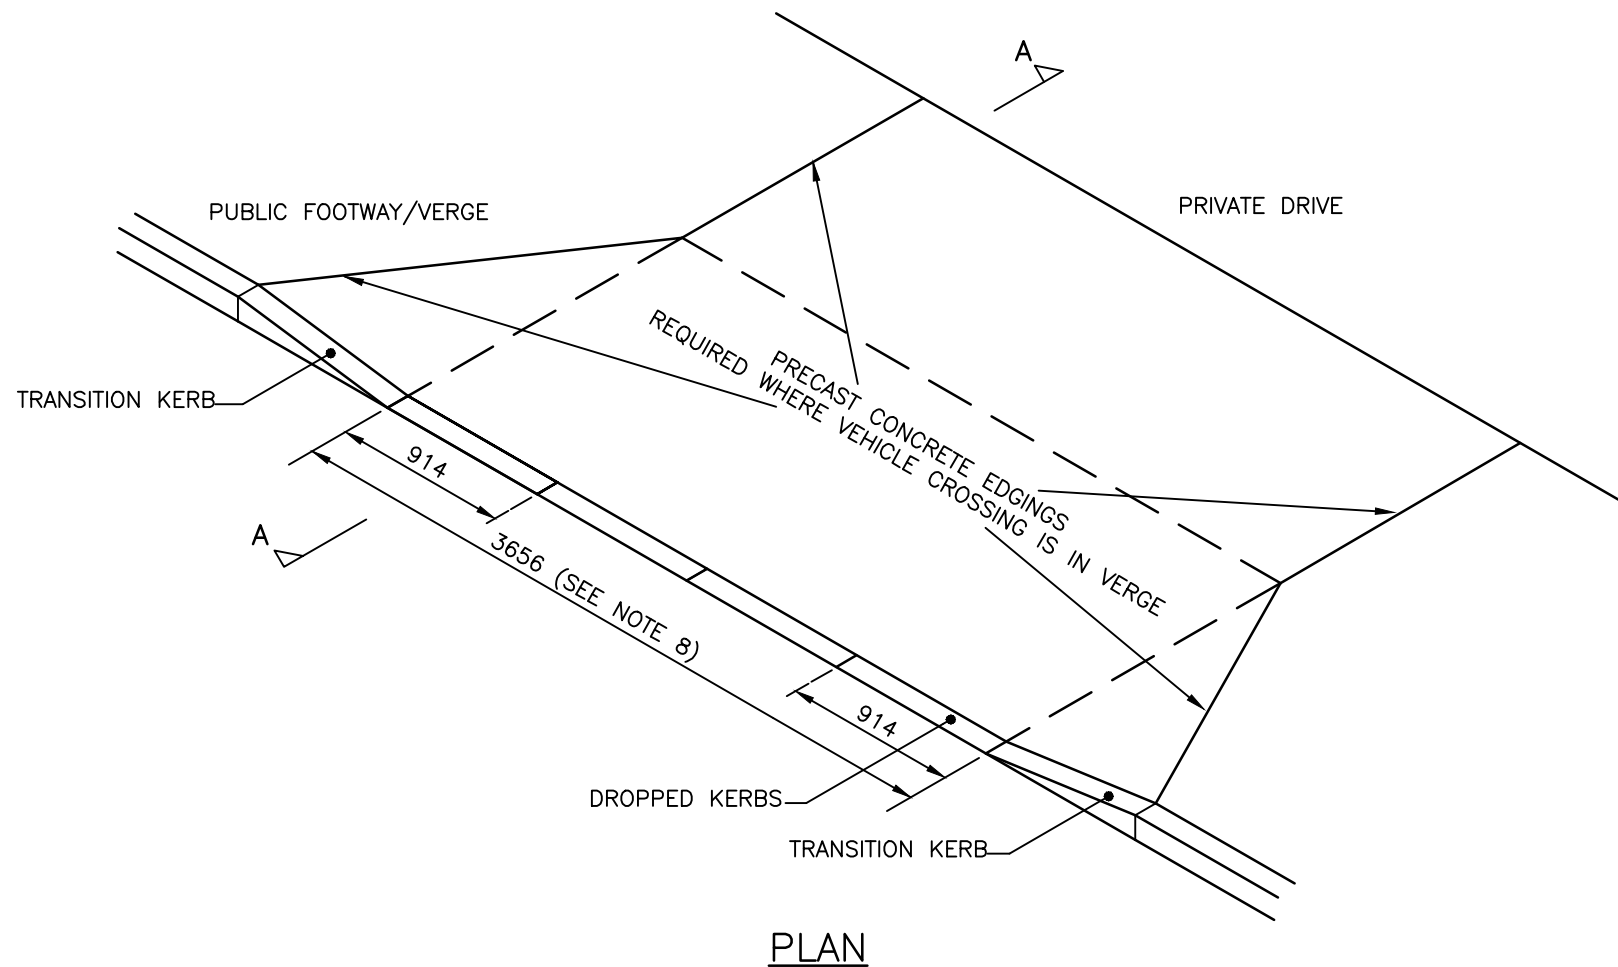 A
PRIVATE DRIVE
PUBLIC FOOTWAY/VERGE
PRECAST CONCRETE EDGINGS
REQUIRED WHERE VEHICLE CROSSING IS IN VERGE
TRANSITION KERB
914
A
3656 (SEE NOTE 8)
914
DROPPED KERBS
TRANSITION KERB
PLAN